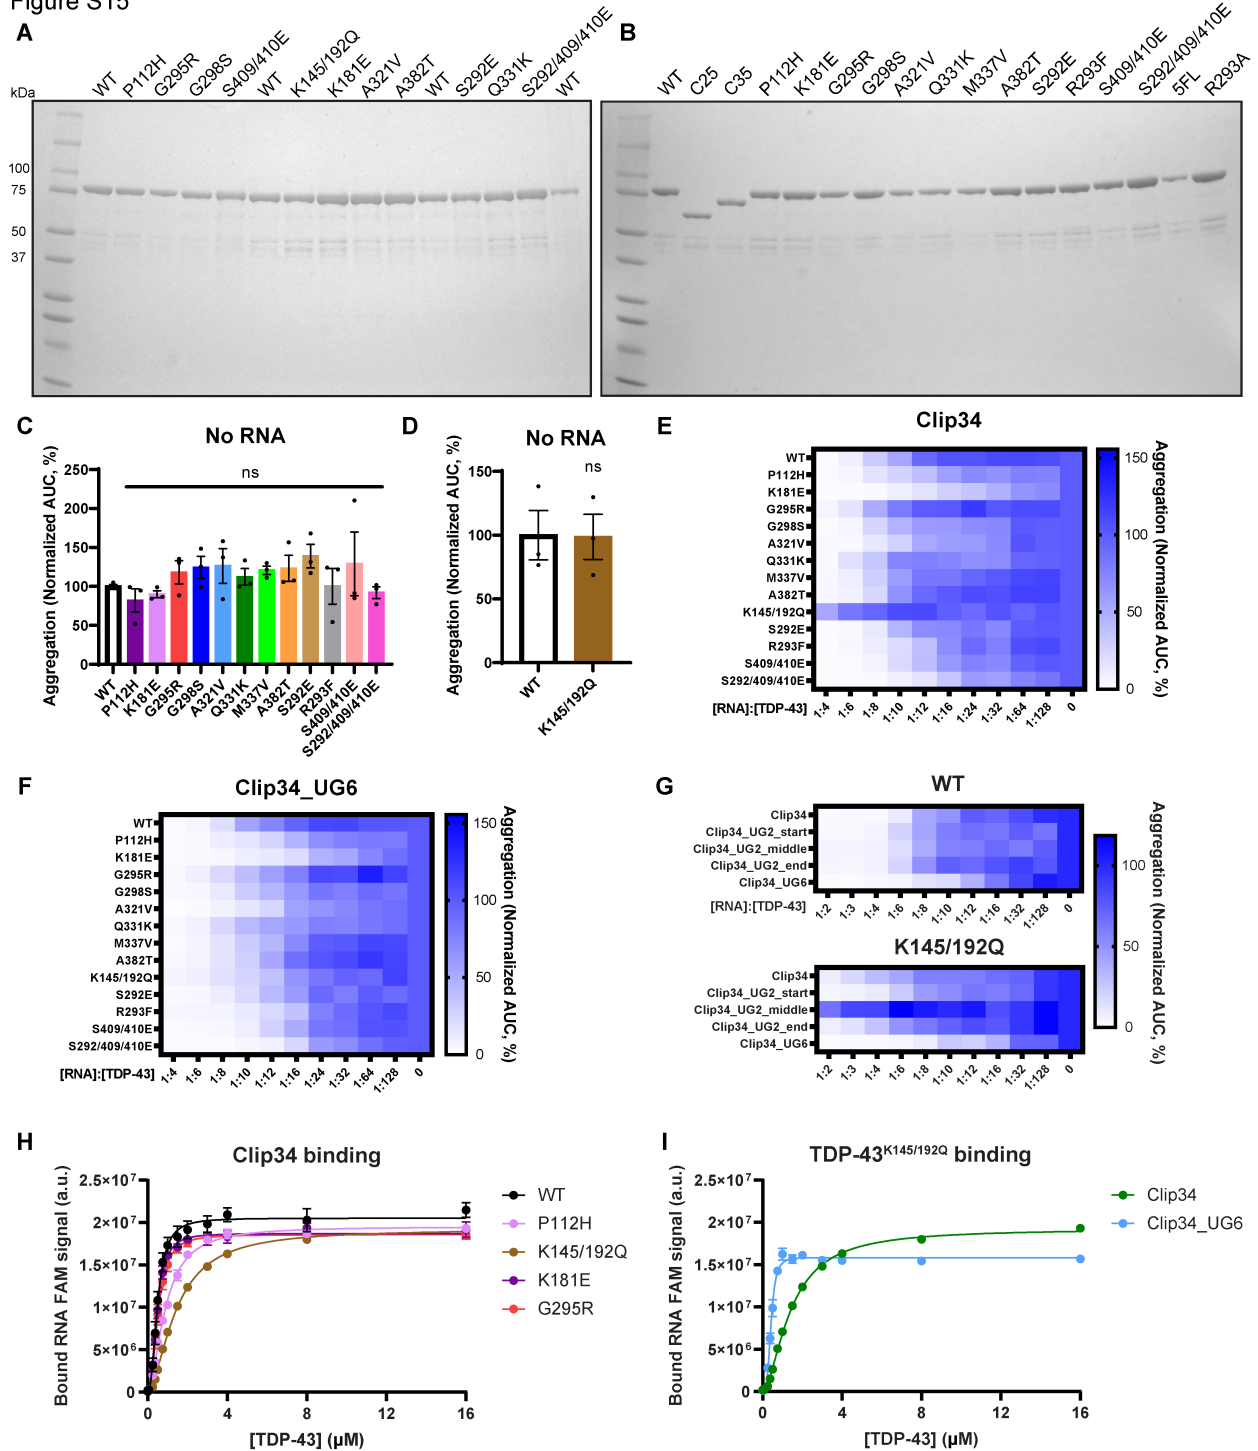 Figure S15
A
WT P112H G295R G298S S409/410E WT K145/192Q K181E A321V A382T WT S292E Q331K S292/409/410E WT
kDa
100
75
50
37
B
WT C25 C35 P112H K181E G295R G298S A321V Q331K M337V A382T S292E R293F S409/410E S292/409/410E 5FL R293A
C
No RNA
Aggregation (Normalized AUC, %)
250
200
150
100
50
0
ns
WT P112H K181E G295R G298S A321V Q331K M337V A382T S292E R293F S409/410E S292/409/410E
D
No RNA
Aggregation (Normalized AUC, %)
150
100
50
0
ns
WT K145/192Q
E
Clip34
WT
P112H
K181E
G295R
G298S
A321V
Q331K
M337V
A382T
K145/192Q
S292E
R293F
S409/410E
S292/409/410E
[RNA]:[TDP-43] 1:4 1:6 1:8 1:10 1:12 1:16 1:24 1:32 1:64 1:128 0
150
100
50
0
Aggregation (Normalized AUC, %)
F
Clip34_UG6
WT
P112H
K181E
G295R
G298S
A321V
Q331K
M337V
A382T
K145/192Q
S292E
R293F
S409/410E
S292/409/410E
[RNA]:[TDP-43] 1:4 1:6 1:8 1:10 1:12 1:16 1:24 1:32 1:64 1:128 0
150
100
50
0
Aggregation (Normalized AUC, %)
G
WT
Clip34
Clip34_UG2_start
Clip34_UG2_middle
Clip34_UG2_end
Clip34_UG6
[RNA]:[TDP-43] 1:2 1:3 1:4 1:6 1:8 1:10 1:12 1:16 1:32 1:128 0
K145/192Q
Clip34
Clip34_UG2_start
Clip34_UG2_middle
Clip34_UG2_end
Clip34_UG6
1:2 1:3 1:4 1:6 1:8 1:10 1:12 1:16 1:32 1:128 0
100
50
0
Aggregation (Normalized AUC, %)
H
Clip34 binding
Bound RNA FAM signal (a.u.)
2.5×10⁷
2×10⁷
1.5×10⁷
1×10⁷
5×10⁶
0
0 4 8 12 16
[TDP-43] (µM)
WT
P112H
K145/192Q
K181E
G295R
I
TDP-43ᴷ¹⁴⁵/¹⁹²Q binding
Bound RNA FAM signal (a.u.)
2.5×10⁷
2×10⁷
1.5×10⁷
1×10⁷
5×10⁶
0
0 4 8 12 16
[TDP-43] (µM)
Clip34
Clip34_UG6